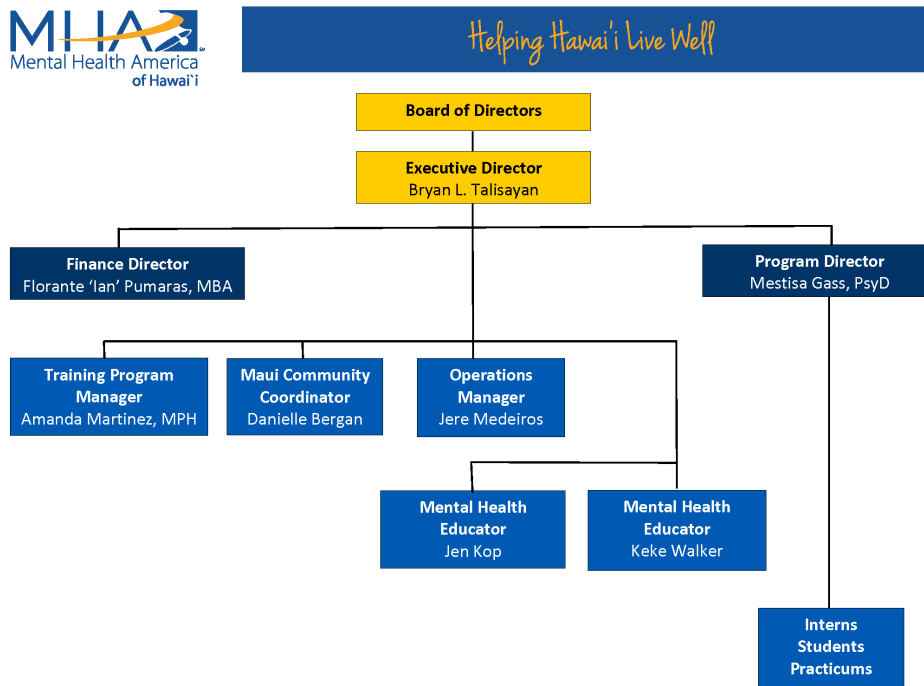 MHA
Mental Health America
of Hawai`i
Helping Hawai'i Live Well
Board of Directors
Executive Director
Bryan L. Talisayan
Finance Director
Florante ‘Ian’ Pumaras, MBA
Program Director
Mestisa Gass, PsyD
Training Program
Manager
Amanda Martinez, MPH
Maui Community
Coordinator
Danielle Bergan
Operations
Manager
Jere Medeiros
Mental Health
Educator
Jen Kop
Mental Health
Educator
Keke Walker
Interns
Students
Practicums